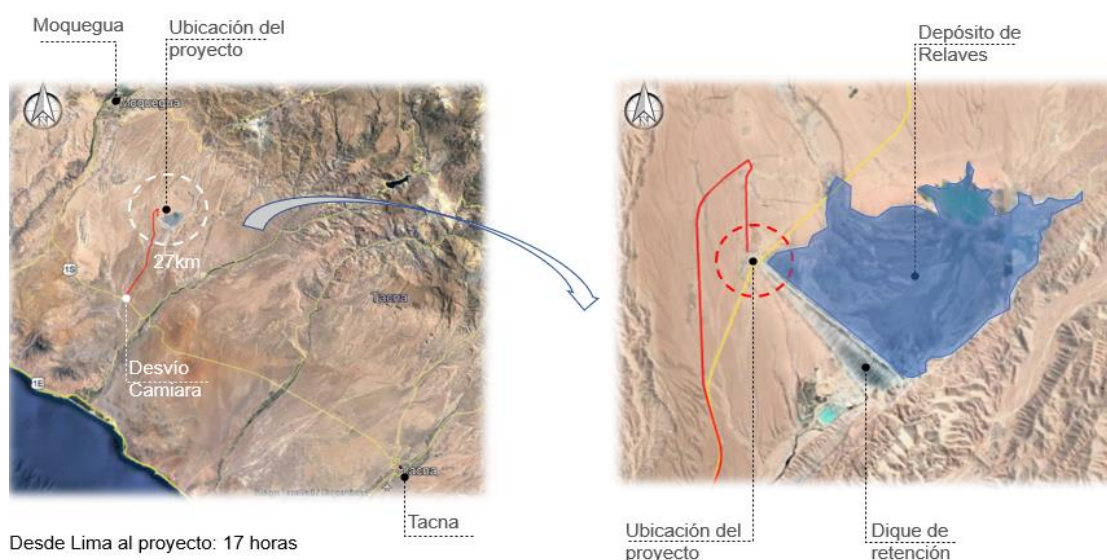 Moquegua
Ubicación del
proyecto
Moquegua
27km
1S
Tacna
Desvío
Camiara
1E
Tacna
Tacna
Desde Lima al proyecto: 17 horas
Depósito de
Relaves
Ubicación del
proyecto
Dique de
retención